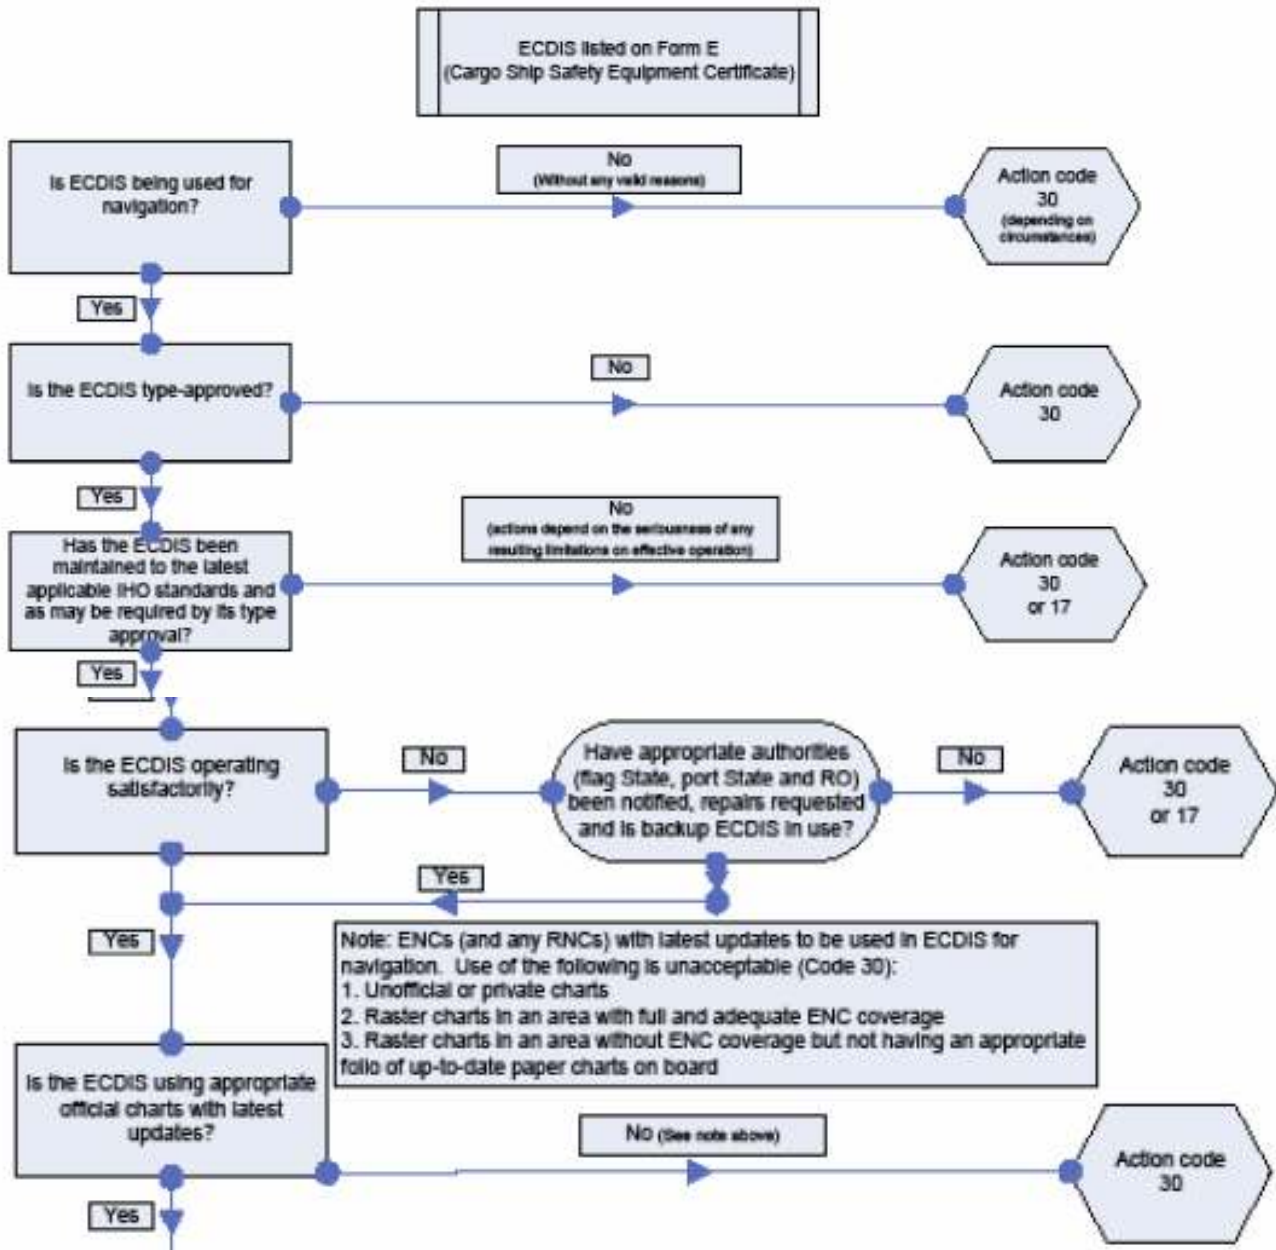 ECDIS listed on Form E
(Cargo Ship Safety Equipment Certificate)
Is ECDIS being used for
navigation?
No
(Without any valid reasons)
Action code
30
(depending on
circumstances)
Yes
Is the ECDIS type-approved?
No
Action code
30
Yes
Has the ECDIS been
maintained to the latest
applicable IHO standards and
as may be required by its type
approval?
No
(actions depend on the seriousness of any
resulting limitations on effective operation)
Action code
30
or 17
Yes
Is the ECDIS operating
satisfactorily?
No
Have appropriate authorities
(flag State, port State and RO)
been notified, repairs requested
and is backup ECDIS in use?
No
Action code
30
or 17
Yes
Yes
Note: ENCs (and any RNCs) with latest updates to be used in ECDIS for
navigation. Use of the following is unacceptable (Code 30):
1. Unofficial or private charts
2. Raster charts in an area with full and adequate ENC coverage
3. Raster charts in an area without ENC coverage but not having an appropriate
folio of up-to-date paper charts on board
Is the ECDIS using appropriate
official charts with latest
updates?
No (See note above)
Action code
30
Yes